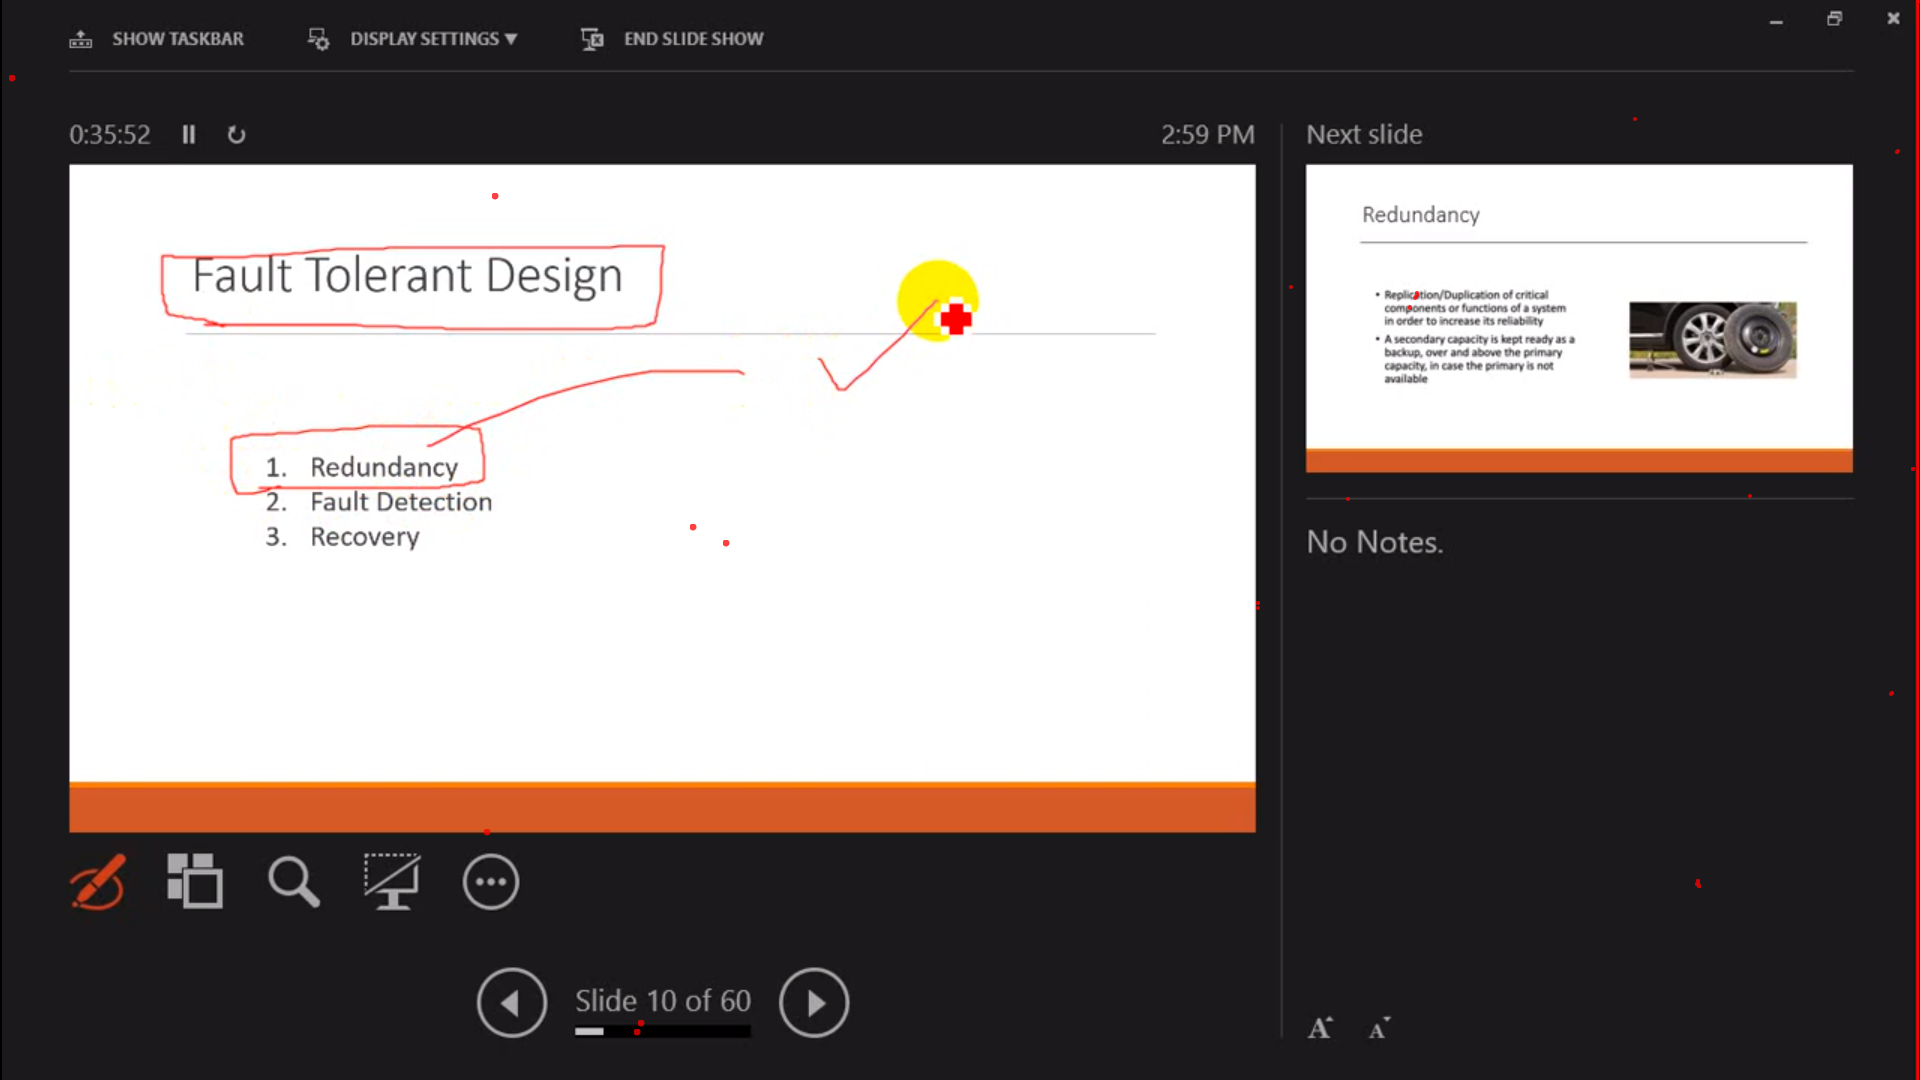 SHOW TASKBAR
DISPLAY SETTINGS ▼
END SLIDE SHOW
0:35:52
2:59 PM
Fault Tolerant Design
1. Redundancy
2. Fault Detection
3. Recovery
Next slide
Redundancy
• Replication/Duplication of critical
components or functions of a system
in order to increase its reliability
• A secondary capacity is kept ready as a
backup, over and above the primary
capacity, in case the primary is not
available
No Notes.
Slide 10 of 60
A A